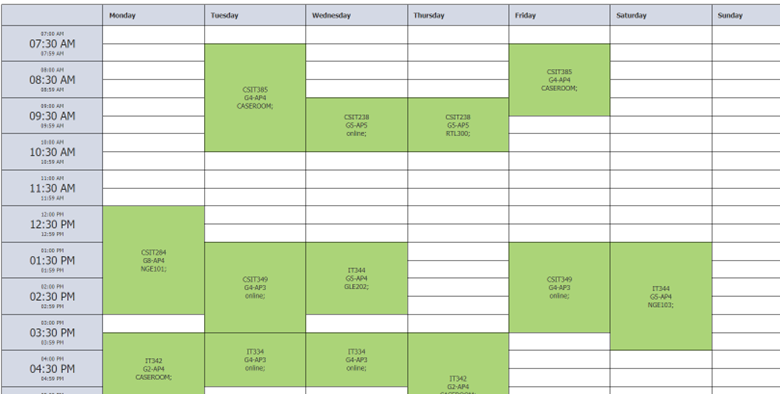 Monday Tuesday Wednesday Thursday Friday Saturday Sunday
07:00 AM
07:30 AM
07:59 AM
08:00 AM
08:30 AM
08:59 AM
09:00 AM
09:30 AM
09:59 AM
10:00 AM
10:30 AM
10:59 AM
11:00 AM
11:30 AM
11:59 AM
12:00 PM
12:30 PM
12:59 PM
01:00 PM
01:30 PM
01:59 PM
02:00 PM
02:30 PM
02:59 PM
03:00 PM
03:30 PM
03:59 PM
04:00 PM
04:30 PM
04:59 PM
CSIT284
G8-AP4
NGE101;
IT342
G2-AP4
CASEROOM;
CSIT385
G4-AP4
CASEROOM;
CSIT349
G4-AP3
online;
IT334
G4-AP3
online;
CSIT238
G5-AP5
online;
IT344
G5-AP4
GLE202;
IT334
G4-AP3
online;
CSIT238
G5-AP5
RTL300;
IT342
G2-AP4
CASEROOM;
CSIT385
G4-AP4
CASEROOM;
CSIT349
G4-AP3
online;
IT344
G5-AP4
NGE103;